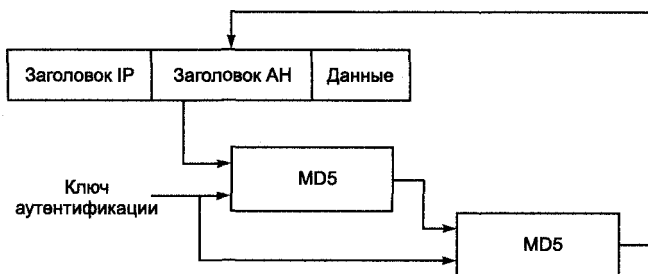 Заголовок IP
Заголовок AH
Данные
MD5
Ключ
аутентификации
MD5